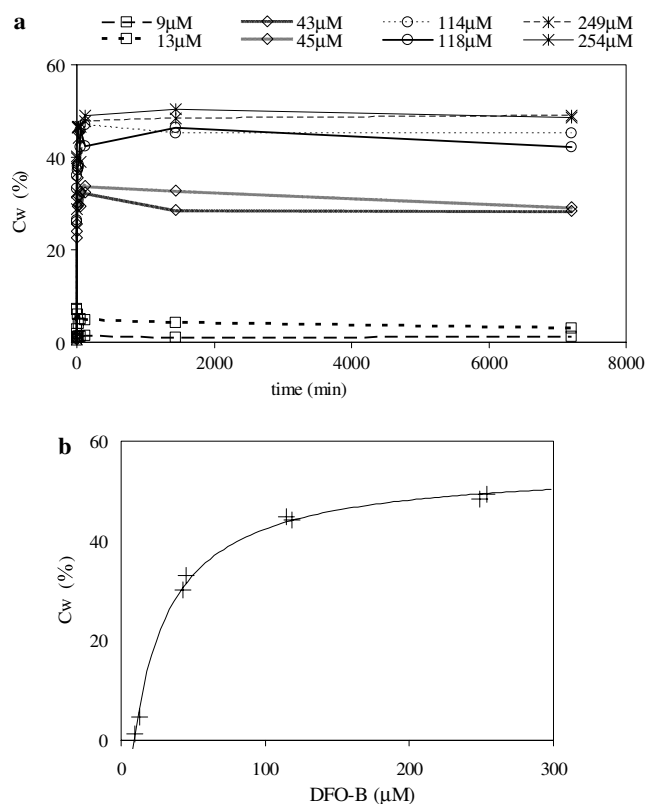 a
9µM 43µM 114µM 249µM
13µM 45µM 118µM 254µM
60
40
20
0
Cw (%)
0 2000 4000 6000 8000
time (min)
b
60
40
20
0
Cw (%)
0 100 200 300
DFO-B (µM)